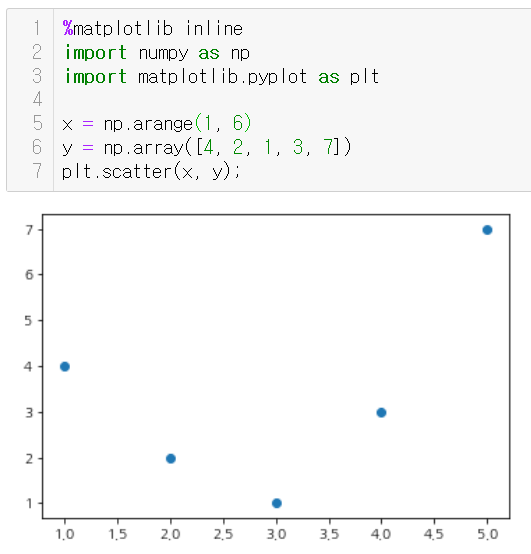 1 %matplotlib inline
2 import numpy as np
3 import matplotlib.pyplot as plt
4
5 x = np.arange(1, 6)
6 y = np.array([4, 2, 1, 3, 7])
7 plt.scatter(x, y);
7
6
5
4
3
2
1
1.0 1.5 2.0 2.5 3.0 3.5 4.0 4.5 5.0